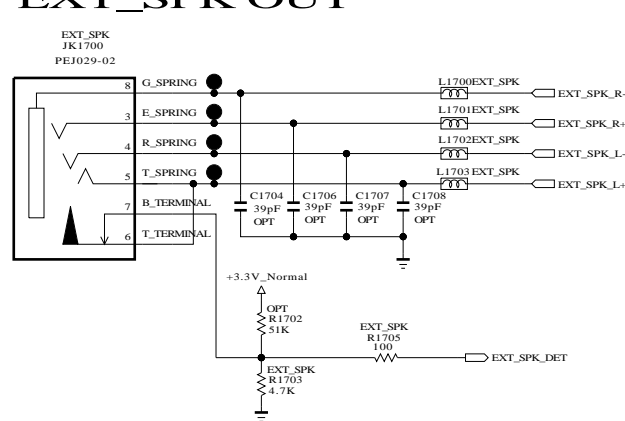 EXT_SPK OUT
EXT_SPK
JK1700
PEJ029-02
8 G_SPRING
3 E_SPRING
4 R_SPRING
5 T_SPRING
7 B_TERMINAL
6 T_TERMINAL
L1700EXT_SPK
EXT_SPK_R-
L1701EXT_SPK
EXT_SPK_R+
L1702EXT_SPK
EXT_SPK_L-
L1703 EXT_SPK
EXT_SPK_L+
C1704
39pF
OPT
C1706
39pF
OPT
C1707
39pF
OPT
C1708
39pF
OPT
+3.3V_Normal
OPT
R1702
51K
EXT_SPK
R1705
100
EXT_SPK_DET
EXT_SPK
R1703
4.7K